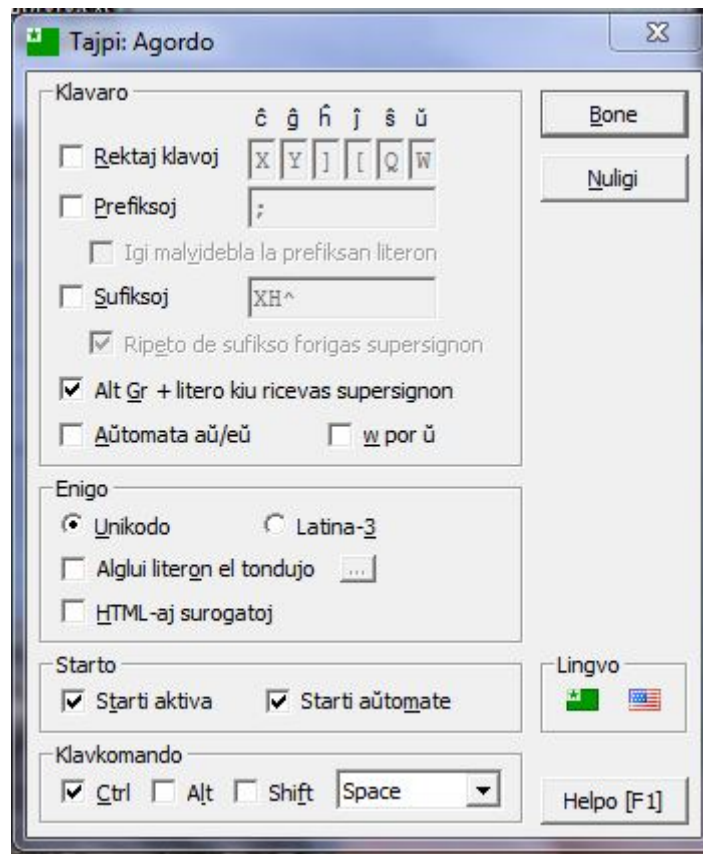 Tajpi: Agordo
Klavaro
ĉ ĝ ĥ ĵ ŝ ŭ
Rektaj klavoj X Y ] [ Q W
Prefiksoj ;
Igi malvidebla la prefiksan literon
Sufiksoj XH^
Ripeto de sufikso forigas supersignon
Alt Gr + litero kiu ricevas supersignon
Aŭtomata aŭ/eŭ w por ŭ
Bone
Nuligi
Enigo
Unikodo Latina-3
Alglui literon el tondujo ...
HTML-aj surogatoj
Starto
Starti aktiva Starti aŭtomate
Lingvo
Klavkomando
Ctrl Alt Shift Space
Helpo [F1]